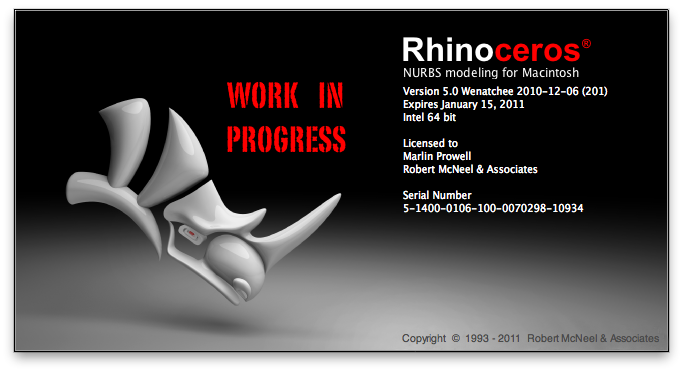 WORK IN
PROGRESS
Rhinoceros®
NURBS modeling for Macintosh
Version 5.0 Wenatchee 2010-12-06 (201)
Expires January 15, 2011
Intel 64 bit
Licensed to
Marlin Prowell
Robert McNeel & Associates
Serial Number
5-1400-0106-100-0070298-10934
Copyright © 1993 - 2011 Robert McNeel & Associates